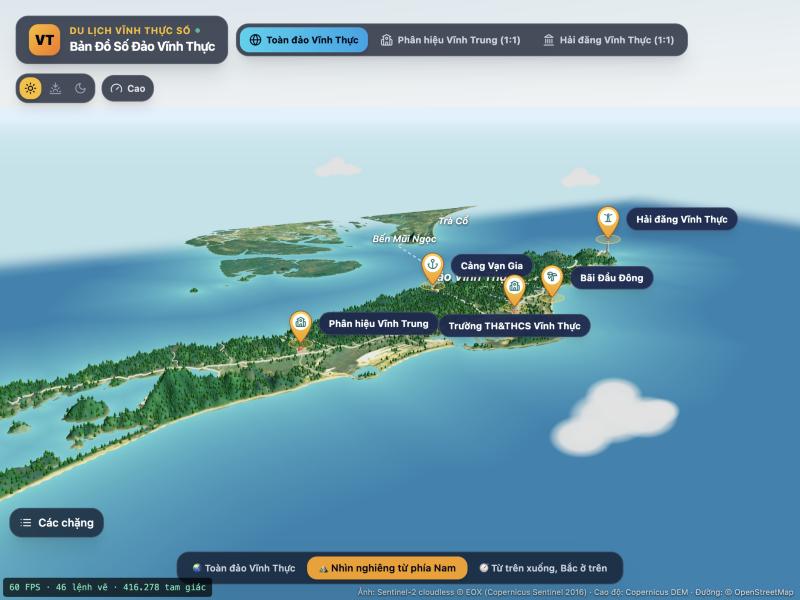 VT
DU LỊCH VĨNH THỰC SỐ
Bản Đồ Số Đảo Vĩnh Thực
Toàn đảo Vĩnh Thực
Phân hiệu Vĩnh Trung (1:1)
Hải đăng Vĩnh Thực (1:1)
Cao
Trà Cổ
Hải đăng Vĩnh Thực
Bến Mũi Ngọc
Cảng Vạn Gia
Bãi Đầu Đông
Phân hiệu Vĩnh Trung
Trường TH&THCS Vĩnh Thực
Các chặng
Toàn đảo Vĩnh Thực
Nhìn nghiêng từ phía Nam
Từ trên xuống, Bắc ở trên
60 FPS · 46 lệnh vẽ · 416.278 tam giác
Ảnh: Sentinel-2 cloudless © EOX (Copernicus Sentinel 2016) · Cao độ: Copernicus DEM · Đường: © OpenStreetMap